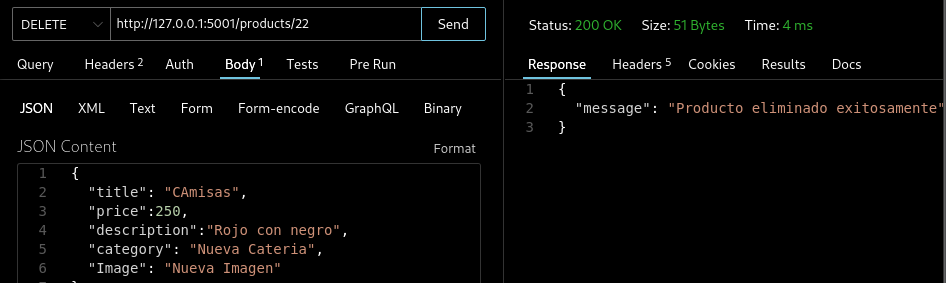 DELETE http://127.0.0.1:5001/products/22 Send
Query Headers 2 Auth Body 1 Tests Pre Run
JSON XML Text Form Form-encode GraphQL Binary
JSON Content Format
1 {
2 "title": "CAmisas",
3 "price":250,
4 "description":"Rojo con negro",
5 "category": "Nueva Cateria",
6 "Image": "Nueva Imagen"
Status: 200 OK Size: 51 Bytes Time: 4 ms
Response Headers 5 Cookies Results Docs
1 {
2 "message": "Producto eliminado exitosamente"
3 }